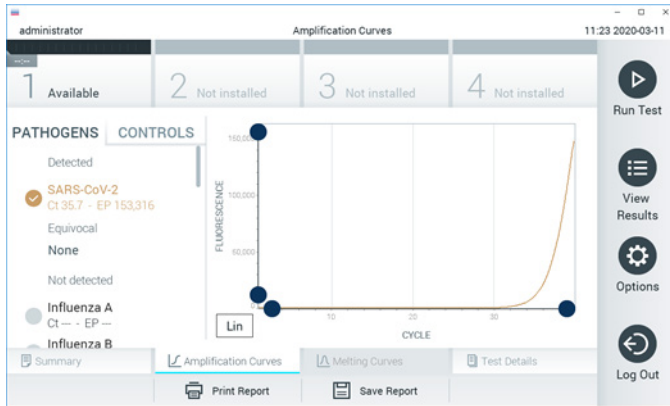 administrator
Amplification Curves
11:23 2020-03-11
--:--
1 Available
2 Not installed
3 Not installed
4 Not installed
Run Test
View
Results
Options
Log Out
PATHOGENS CONTROLS
Detected
SARS-CoV-2
Ct 35.7 - EP 153,316
Equivocal
None
Not detected
Influenza A
Ct --- - EP ---
Influenza B
FLUORESCENCE
150,000
100,000
50,000
0
10 20 30
CYCLE
Lin
Summary
Amplification Curves
Melting Curves
Test Details
Print Report
Save Report